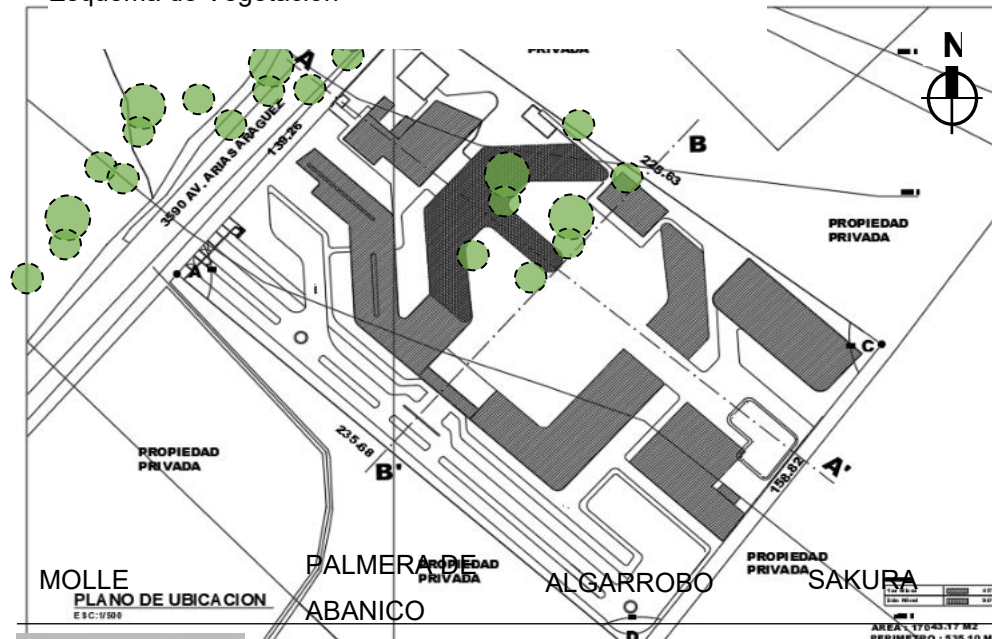 Esquema de Vegetación
PRIVADA
N
A
3590 AV. ARIAS ARAGUEZ
139.26
B
225.63
PROPIEDAD
PRIVADA
A
C
235.68
PROPIEDAD
PRIVADA
B'
A'
158.82
MOLLE
PALMERA DE
ABANICO
PROPIEDAD
PRIVADA
ALGARROBO
PROPIEDAD
PRIVADA
SAKURA
PLANO DE UBICACION
ESC:1/500
D
AREA : 17043.17 M2
PERIMETRO : 535.10 M